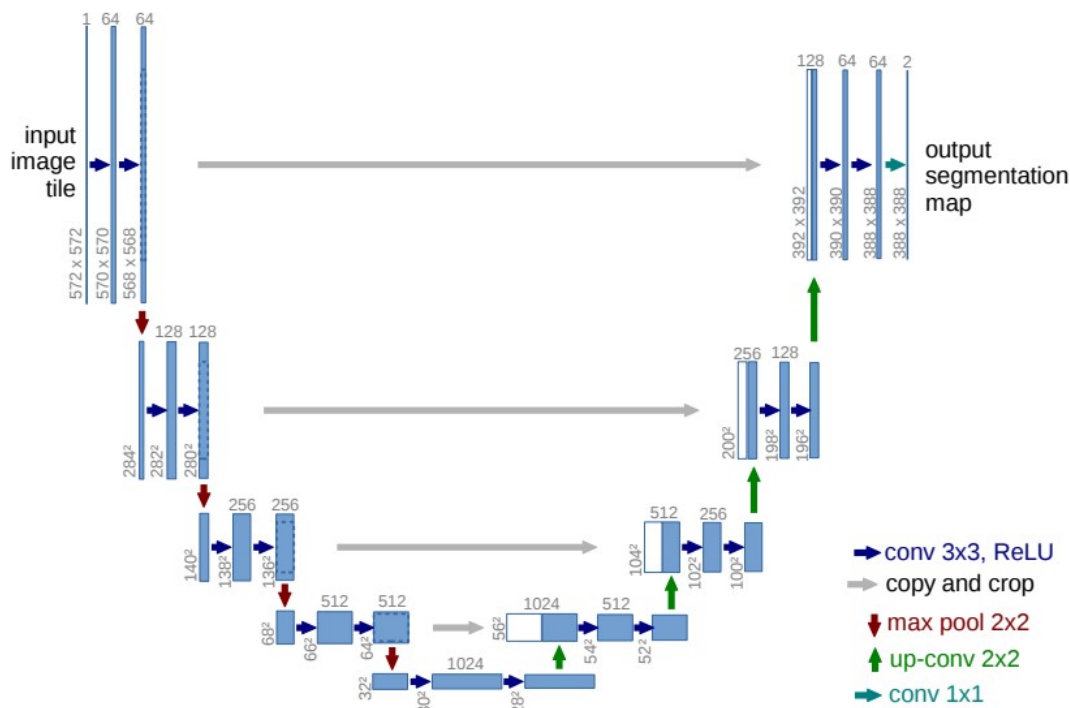 1 64 64
128 64 64 2
input
image
tile
output
segmentation
map
572 x 572
570 x 570
568 x 568
392 x 392
390 x 390
388 x 388
388 x 388
128 128
256 128
284²
282²
280²
200²
198²
196²
256 256
512 256
140²
138²
136²
104²
102²
100²
conv 3x3, ReLU
copy and crop
max pool 2x2
up-conv 2x2
conv 1x1
512 512
1024 512
68²
66²
64²
56²
54²
52²
1024
32²